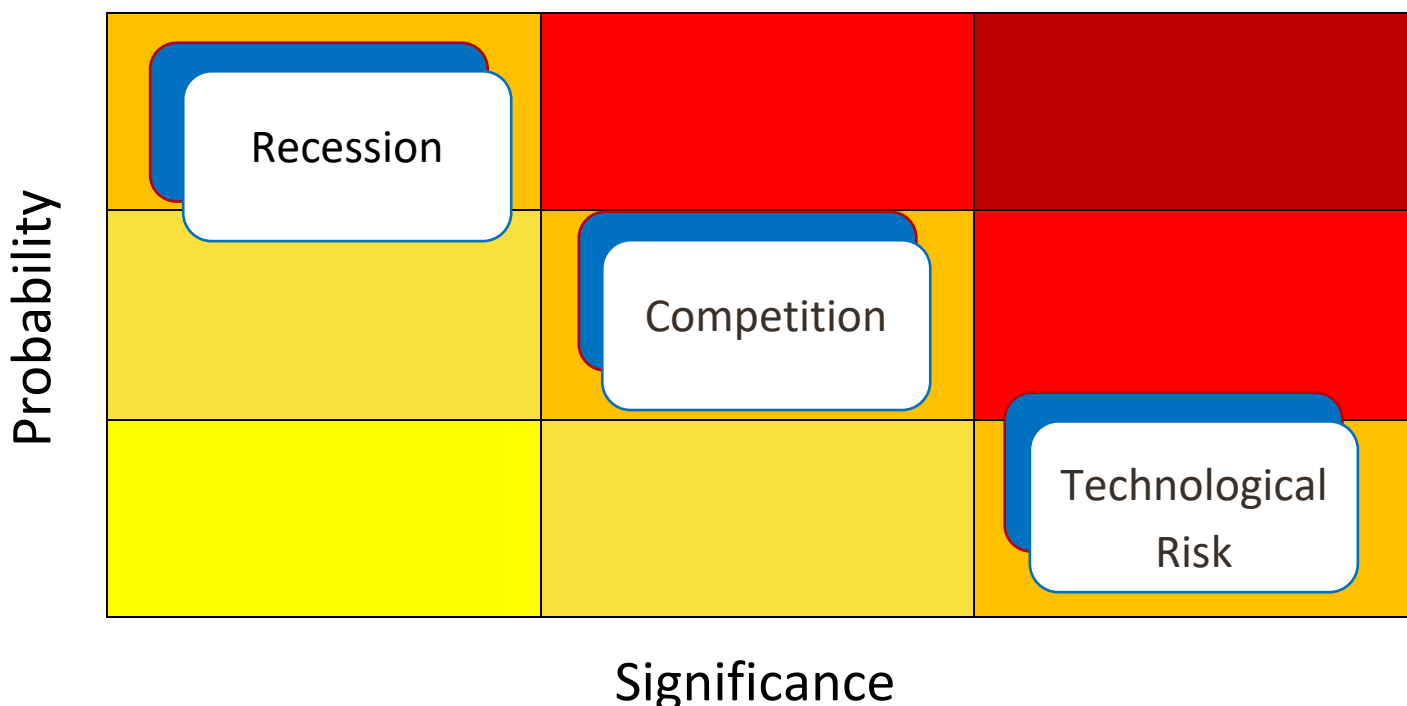 Recession
Probability
Competition
Technological
Risk
Significance